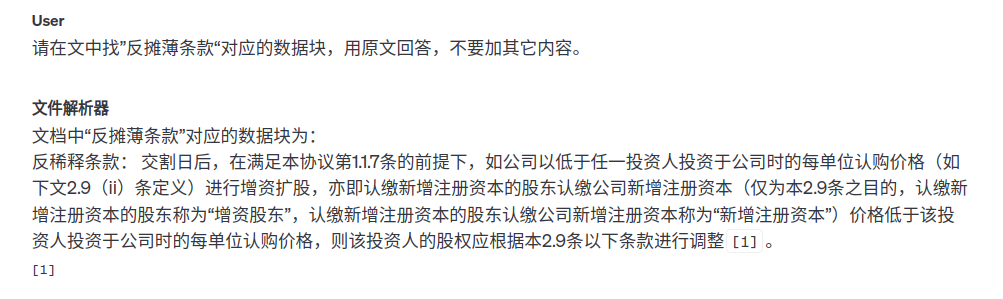 User
请在文中找”反摊薄条款“对应的数据块，用原文回答，不要加其它内容。
文件解析器
文档中“反摊薄条款”对应的数据块为：
反稀释条款： 交割日后，在满足本协议第1.1.7条的前提下，如公司以低于任一投资人投资于公司时的每单位认购价格（如
下文2.9（ii）条定义）进行增资扩股，亦即认缴新增注册资本的股东认缴公司新增注册资本（仅为本2.9条之目的，认缴新
增注册资本的股东称为“增资股东”，认缴新增注册资本的股东认缴公司新增注册资本称为“新增注册资本”）价格低于该投
资人投资于公司时的每单位认购价格，则该投资人的股权应根据本2.9条以下条款进行调整 [1] 。
[1]